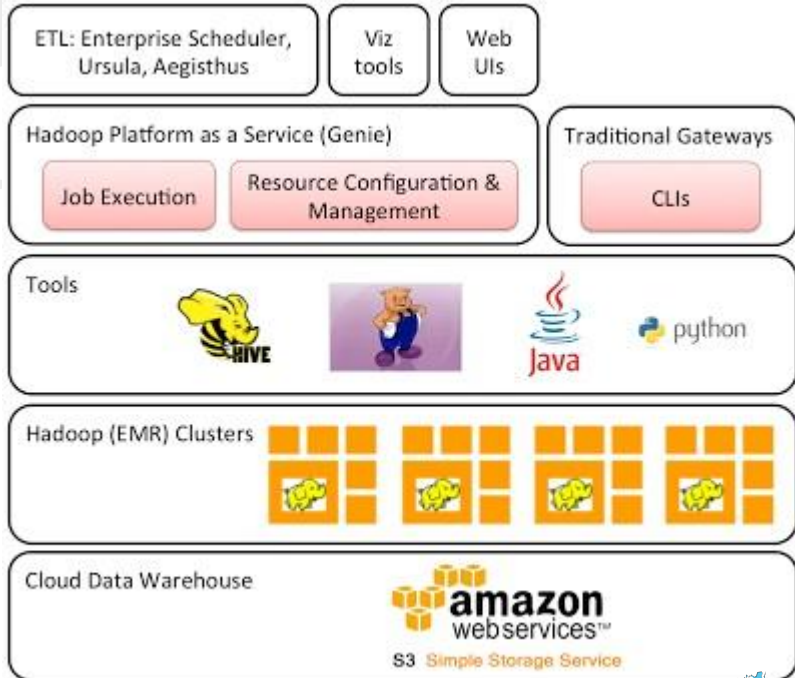 ETL: Enterprise Scheduler,
Ursula, Aegisthus
Viz
tools
Web
UIs
Hadoop Platform as a Service (Genie)
Job Execution
Resource Configuration &
Management
Traditional Gateways
CLIs
Tools
HIVE
Java
python
Hadoop (EMR) Clusters
Cloud Data Warehouse
amazon
webservices™
S3 Simple Storage Service